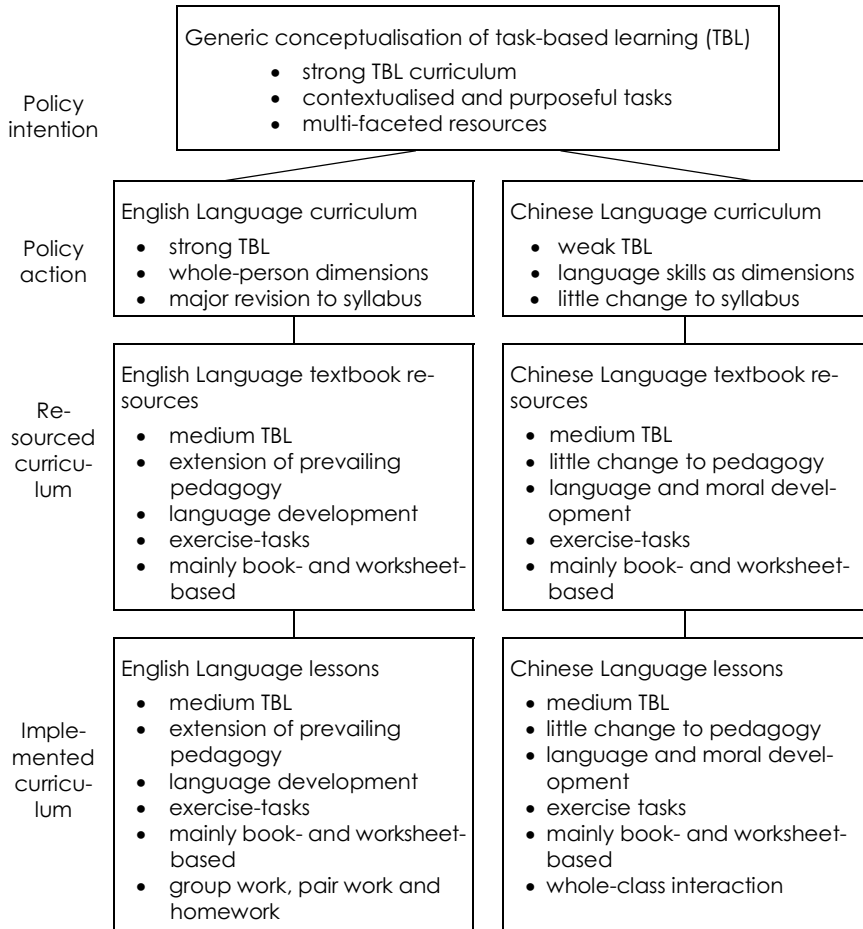 Generic conceptualisation of task-based learning (TBL)
• strong TBL curriculum
• contextualised and purposeful tasks
• multi-faceted resources
Policy
intention
English Language curriculum
• strong TBL
• whole-person dimensions
• major revision to syllabus
Chinese Language curriculum
• weak TBL
• language skills as dimensions
• little change to syllabus
Policy
action
English Language textbook re-
sources
• medium TBL
• extension of prevailing
pedagogy
• language development
• exercise-tasks
• mainly book- and worksheet-
based
Chinese Language textbook re-
sources
• medium TBL
• little change to pedagogy
• language and moral devel-
opment
• exercise-tasks
• mainly book- and worksheet-
based
Re-
sourced
curricu-
lum
English Language lessons
• medium TBL
• extension of prevailing
pedagogy
• language development
• exercise-tasks
• mainly book- and worksheet-
based
• group work, pair work and
homework
Chinese Language lessons
• medium TBL
• little change to pedagogy
• language and moral devel-
opment
• exercise tasks
• mainly book- and worksheet-
based
• whole-class interaction
Imple-
mented
curricu-
lum